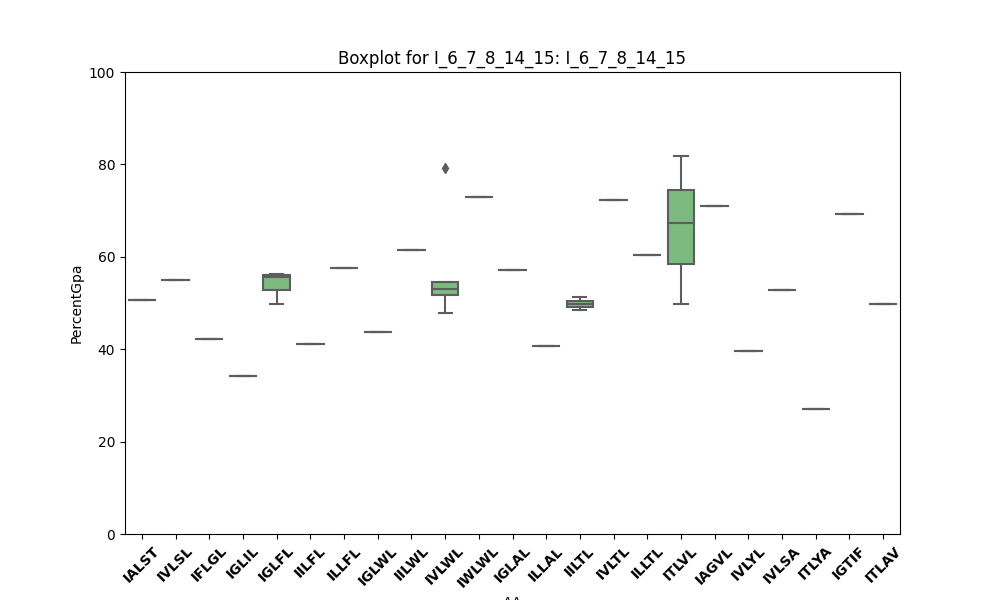 Boxplot for I_6_7_8_14_15: I_6_7_8_14_15
100
80
60
40
20
0
PercentGpa
IALST IVLSL IFLGL IGLIL IGLFL IILFL ILLFL IGLWL IILWL IVLWL IWLWL IGLAL ILLAL IILTL IVLTL ILLTL ITLVL IAGVL IVLYL IVLSA ITLYA IGTIF ITLAV
AA